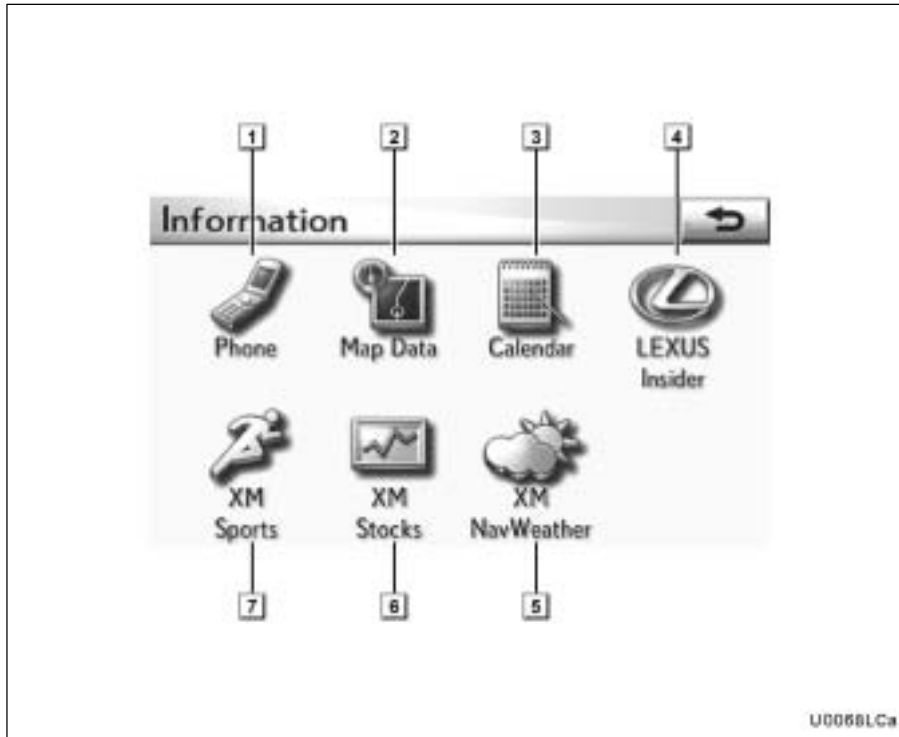 1 2 3 4
Information
Phone Map Data Calendar LEXUS
Insider
XM XM XM
Sports Stocks NavWeather
7 6 5
U0068LCa